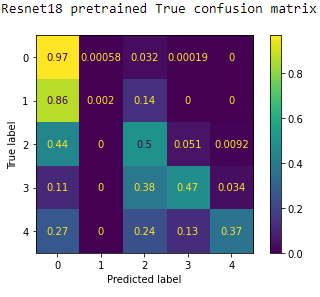 Resnet18 pretrained True confusion matrix
0 0.97 0.00058 0.032 0.00019 0
1 0.86 0.002 0.14 0 0
2 0.44 0 0.5 0.051 0.0092
3 0.11 0 0.38 0.47 0.034
4 0.27 0 0.24 0.13 0.37
0 1 2 3 4
Predicted label
True label
0.8
0.6
0.4
0.2
0.0